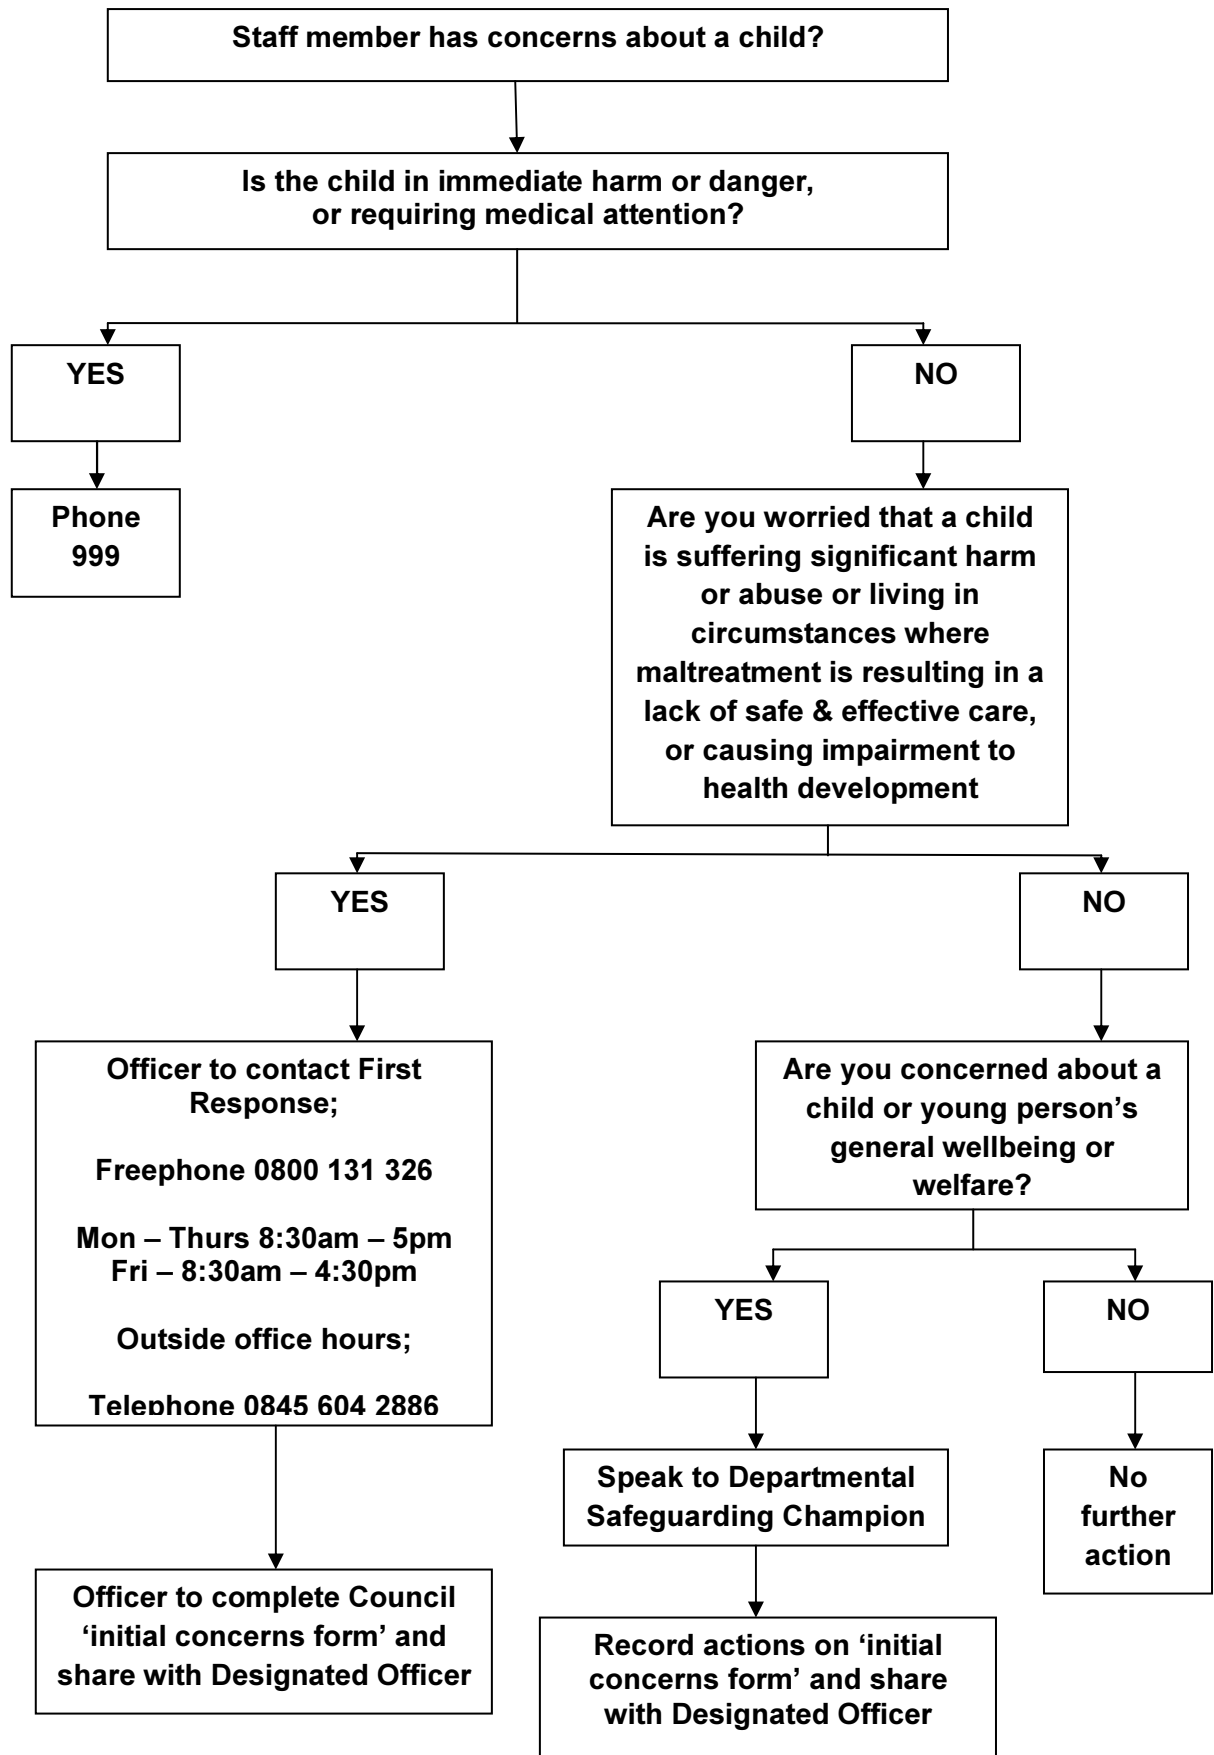 Staff member has concerns about a child?
Is the child in immediate harm or danger,
or requiring medical attention?
YES
NO
Phone
999
Are you worried that a child
is suffering significant harm
or abuse or living in
circumstances where
maltreatment is resulting in a
lack of safe & effective care,
or causing impairment to
health development
YES
NO
Officer to contact First
Response;
Freephone 0800 131 326
Mon – Thurs 8:30am – 5pm
Fri – 8:30am – 4:30pm
Outside office hours;
Telephone 0845 604 2886
Are you concerned about a
child or young person’s
general wellbeing or
welfare?
YES
NO
Speak to Departmental
Safeguarding Champion
No
further
action
Officer to complete Council
‘initial concerns form’ and
share with Designated Officer
Record actions on ‘initial
concerns form’ and share
with Designated Officer